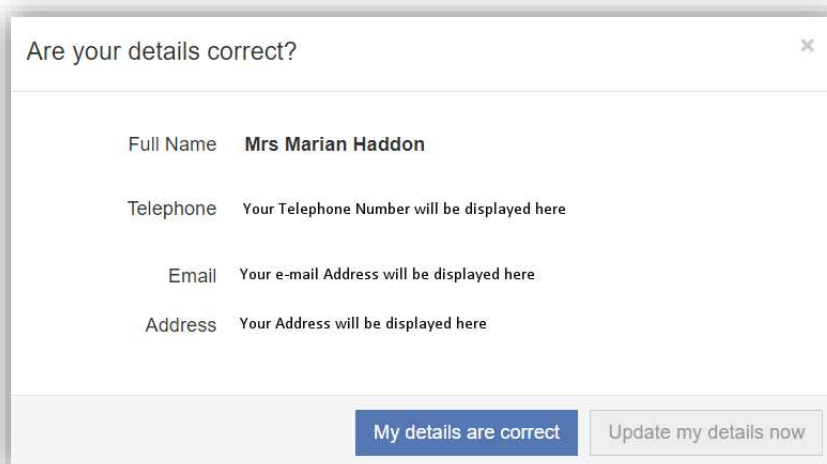 Are your details correct?
×
Full Name Mrs Marian Haddon
Telephone Your Telephone Number will be displayed here
Email Your e-mail Address will be displayed here
Address Your Address will be displayed here
My details are correct Update my details now